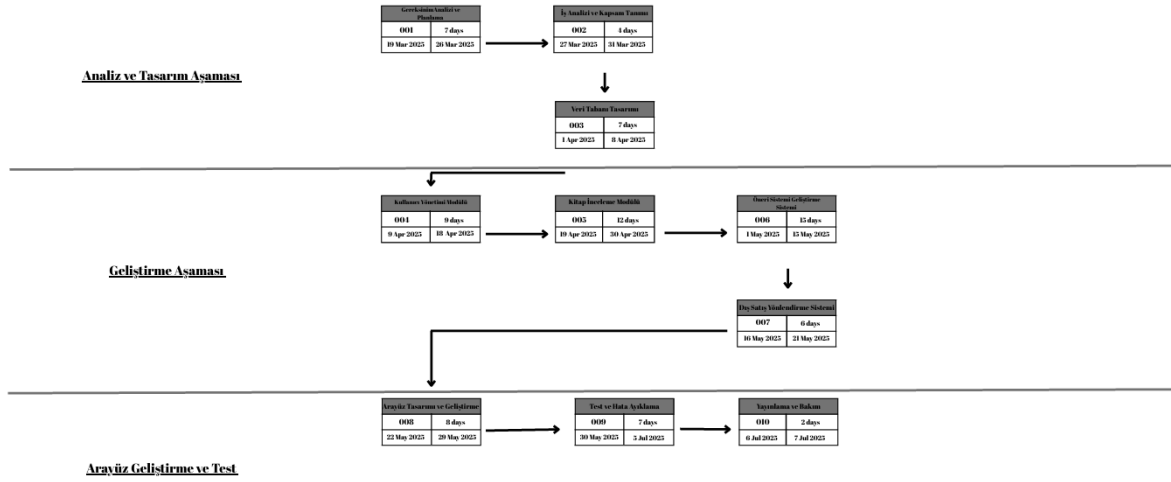 Gereksinim Analizi ve
Planlama
001 7 days
19 Mar 2025 26 Mar 2025
İş Analizi ve Kapsam Tanımı
002 4 days
27 Mar 2025 31 Mar 2025
Analiz ve Tasarım Aşaması
Veri Tabanı Tasarımı
003 7 days
1 Apr 2025 8 Apr 2025
Kullanıcı Yönetimi Modülü
004 9 days
9 Apr 2025 18 Apr 2025
Kitap İnceleme Modülü
005 12 days
19 Apr 2025 30 Apr 2025
Öneri Sistemi Geliştirme
Sistemi
006 15 days
1 May 2025 15 May 2025
Geliştirme Aşaması
Dış Satış Yönlendirme Sistemi
007 6 days
16 May 2025 21 May 2025
Arayüz Tasarımı ve Geliştirme
008 8 days
22 May 2025 29 May 2025
Test ve Hata Ayıklama
009 7 days
30 May 2025 5 Jul 2025
Yayınlama ve Bakım
010 2 days
6 Jul 2025 7 Jul 2025
Arayüz Geliştirme ve Test